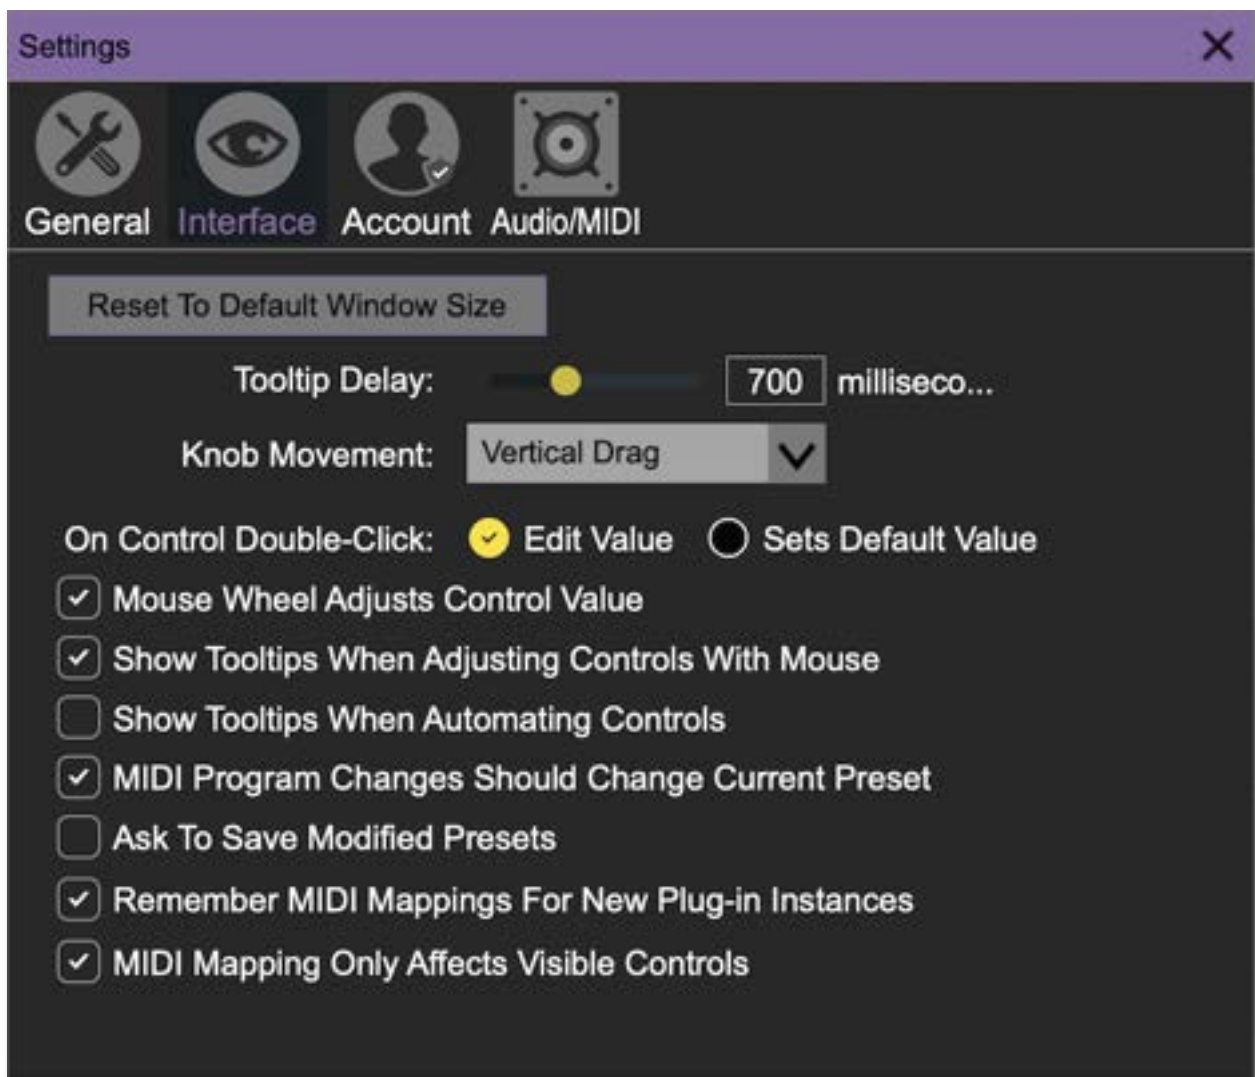 Settings
General Interface Account Audio/MIDI
Reset To Default Window Size
Tooltip Delay: 700 milliseco...
Knob Movement: Vertical Drag
On Control Double-Click: Edit Value Sets Default Value
Mouse Wheel Adjusts Control Value
Show Tooltips When Adjusting Controls With Mouse
Show Tooltips When Automating Controls
MIDI Program Changes Should Change Current Preset
Ask To Save Modified Presets
Remember MIDI Mappings For New Plug-in Instances
MIDI Mapping Only Affects Visible Controls